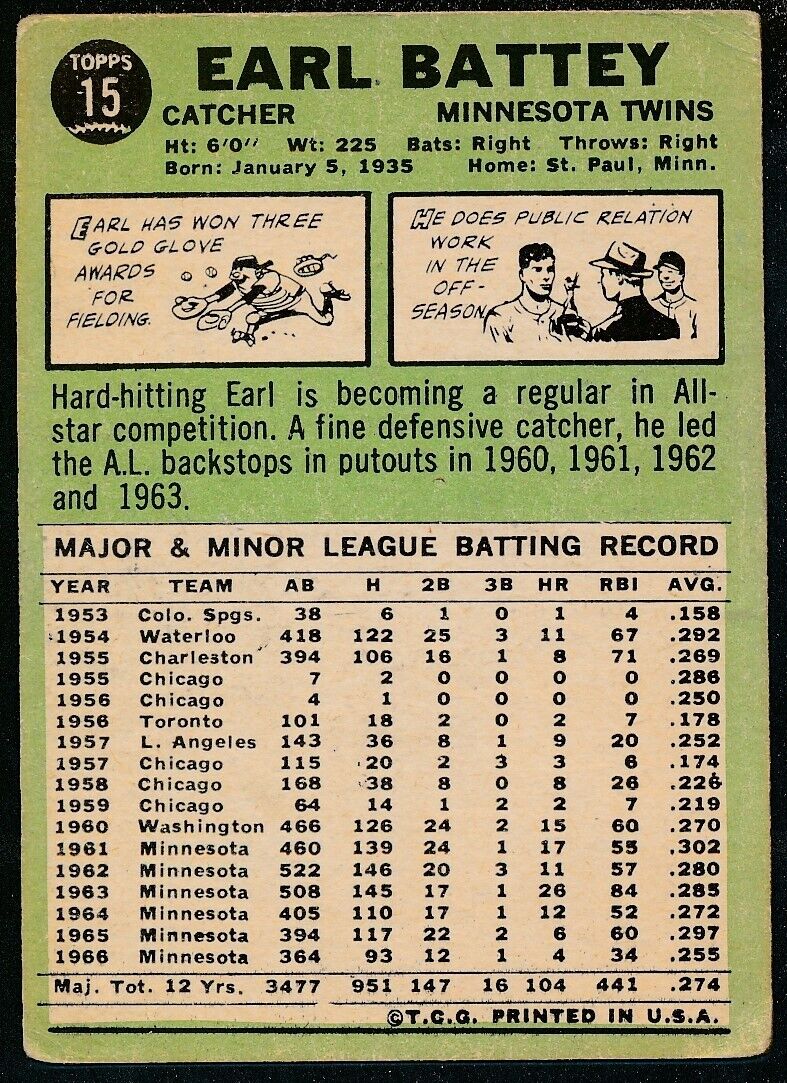 TOPPS
15
EARL BATTEY
CATCHER MINNESOTA TWINS
Ht: 6'0" Wt: 225 Bats: Right Throws: Right
Born: January 5, 1935 Home: St. Paul, Minn.
EARL HAS WON THREE
GOLD GLOVE
AWARDS
FOR
FIELDING.
HE DOES PUBLIC RELATION
WORK
IN THE
OFF-
SEASON.
Hard-hitting Earl is becoming a regular in All-
star competition. A fine defensive catcher, he led
the A.L. backstops in putouts in 1960, 1961, 1962
and 1963.
MAJOR & MINOR LEAGUE BATTING RECORD
YEAR TEAM AB H 2B 3B HR RBI AVG.
1953 Colo. Spgs. 38 6 1 0 1 4 .158
1954 Waterloo 418 122 25 3 11 67 .292
1955 Charleston 394 106 16 1 8 71 .269
1955 Chicago 7 2 0 0 0 0 .286
1956 Chicago 4 1 0 0 0 0 .250
1956 Toronto 101 18 2 0 2 7 .178
1957 L. Angeles 143 36 8 1 9 20 .252
1957 Chicago 115 20 2 3 3 6 .174
1958 Chicago 168 38 8 0 8 26 .226
1959 Chicago 64 14 1 2 2 7 .219
1960 Washington 466 126 24 2 15 60 .270
1961 Minnesota 460 139 24 1 17 55 .302
1962 Minnesota 522 146 20 3 11 57 .280
1963 Minnesota 508 145 17 1 26 84 .285
1964 Minnesota 405 110 17 1 12 52 .272
1965 Minnesota 394 117 22 2 6 60 .297
1966 Minnesota 364 93 12 1 4 34 .255
Maj. Tot. 12 Yrs. 3477 951 147 16 104 441 .274
©T.C.G. PRINTED IN U.S.A.